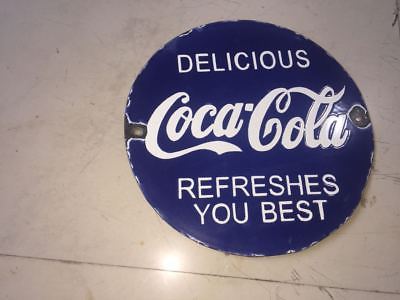 DELICIOUS
Coca-Cola
REFRESHES
YOU BEST